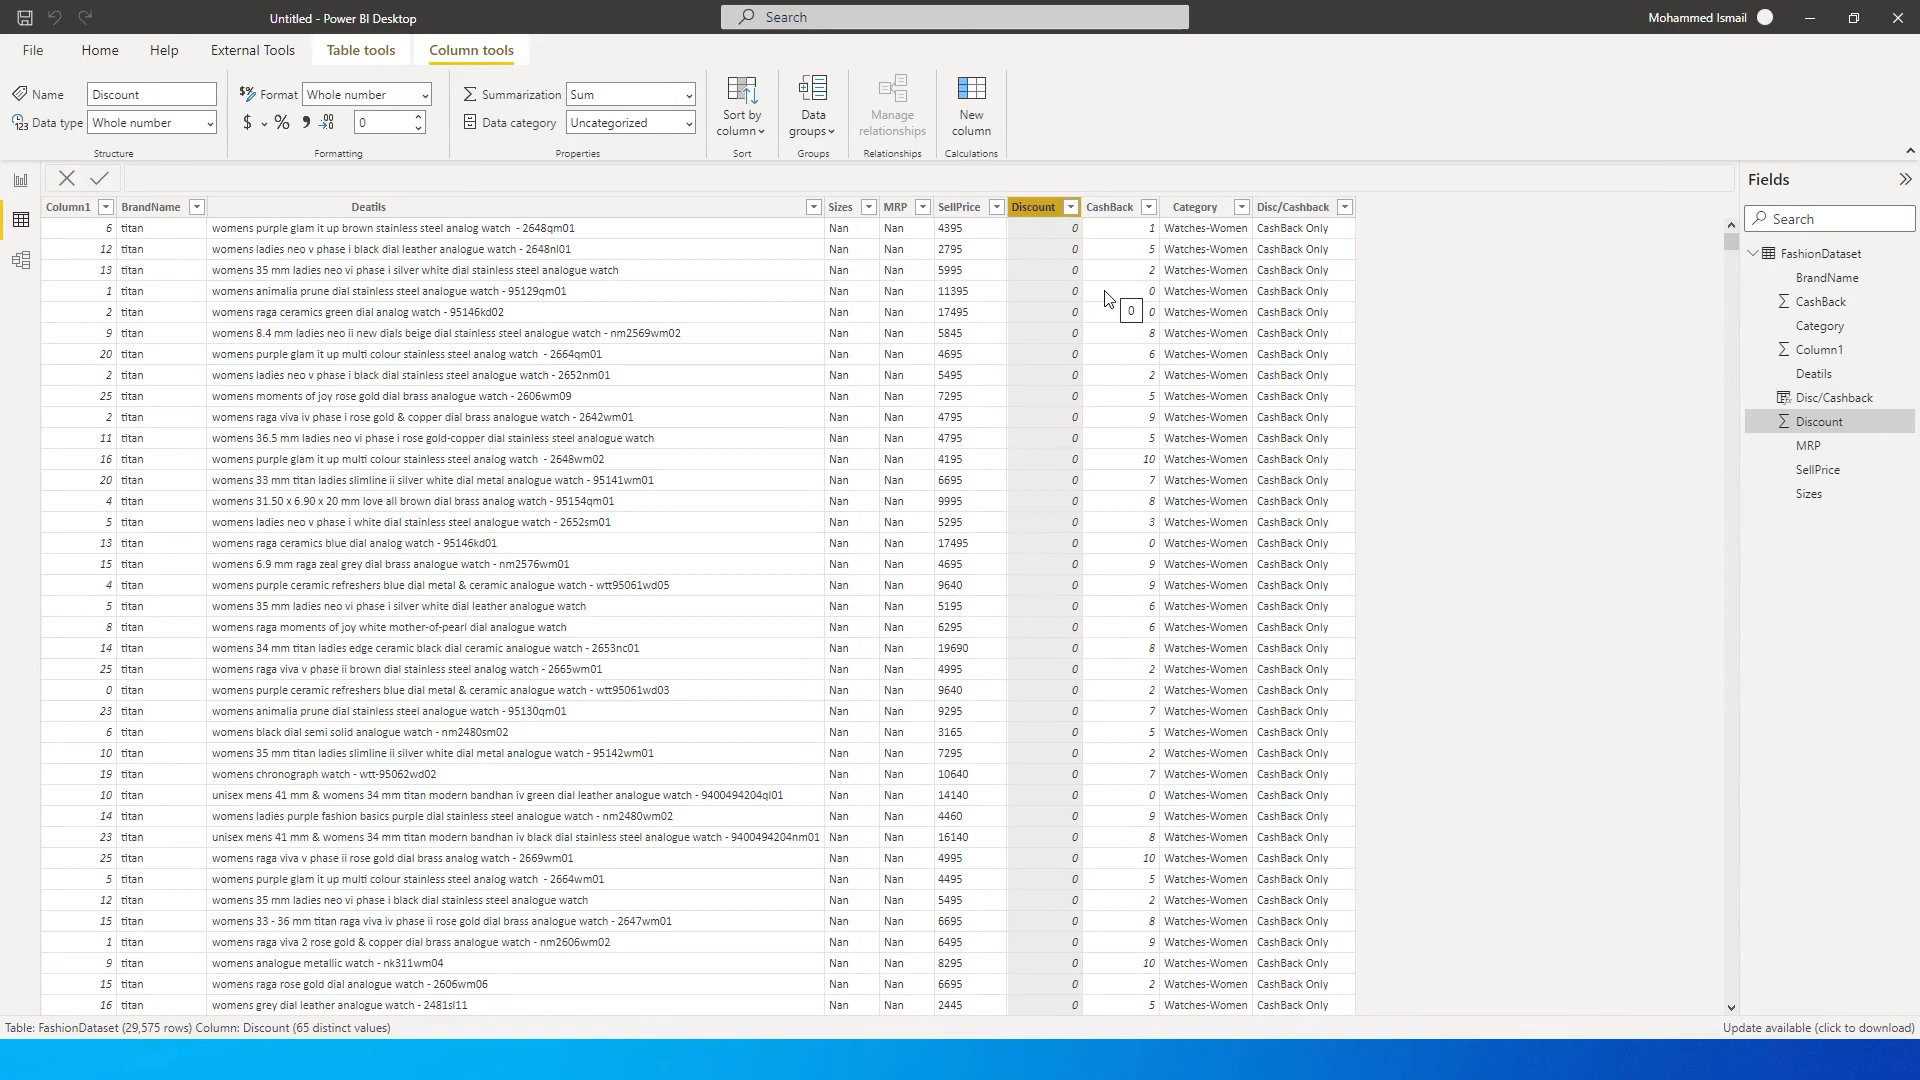 Untitled - Power BI Desktop
Search
Mohammed Ismail
File Home Help External Tools Table tools Column tools
Name Discount
Data type Whole number
Structure
Format Whole number
$ % 0
Formatting
Summarization Sum
Data category Uncategorized
Properties
Sort by column
Sort
Data groups
Groups
Manage relationships
Relationships
New column
Calculations
Column1 BrandName Deatils Sizes MRP SellPrice Discount CashBack Category Disc/Cashback
6 titan womens purple glam it up brown stainless steel analog watch - 2648qm01 Nan Nan 4395 0 1 Watches-Women CashBack Only
12 titan womens ladies neo v phase i black dial leather analogue watch - 2648nl01 Nan Nan 2795 0 5 Watches-Women CashBack Only
13 titan womens 35 mm ladies neo vi phase i silver white dial stainless steel analogue watch Nan Nan 5995 0 2 Watches-Women CashBack Only
1 titan womens animalia prune dial stainless steel analogue watch - 95129qm01 Nan Nan 11395 0 0 Watches-Women CashBack Only
2 titan womens raga ceramics green dial analog watch - 95146kd02 Nan Nan 17495 0 0 Watches-Women CashBack Only
0
9 titan womens 8.4 mm ladies neo ii new dials beige dial stainless steel analogue watch - nm2569wm02 Nan Nan 5845 0 8 Watches-Women CashBack Only
20 titan womens purple glam it up multi colour stainless steel analog watch - 2664qm01 Nan Nan 4695 0 6 Watches-Women CashBack Only
2 titan womens ladies neo v phase i black dial stainless steel analogue watch - 2652nm01 Nan Nan 5495 0 2 Watches-Women CashBack Only
25 titan womens moments of joy rose gold dial brass analogue watch - 2606wm09 Nan Nan 7295 0 5 Watches-Women CashBack Only
2 titan womens raga viva iv phase i rose gold & copper dial brass analogue watch - 2642wm01 Nan Nan 4795 0 9 Watches-Women CashBack Only
11 titan womens 36.5 mm ladies neo vi phase i rose gold-copper dial stainless steel analogue watch Nan Nan 4795 0 5 Watches-Women CashBack Only
16 titan womens purple glam it up multi colour stainless steel analog watch - 2648wm02 Nan Nan 4195 0 10 Watches-Women CashBack Only
20 titan womens 33 mm titan ladies slimline ii silver white dial metal analogue watch - 95141wm01 Nan Nan 6695 0 7 Watches-Women CashBack Only
4 titan womens 31.50 x 6.90 x 20 mm love all brown dial brass analog watch - 95154qm01 Nan Nan 9995 0 8 Watches-Women CashBack Only
5 titan womens ladies neo v phase i white dial stainless steel analogue watch - 2652sm01 Nan Nan 5295 0 3 Watches-Women CashBack Only
13 titan womens raga ceramics blue dial analog watch - 95146kd01 Nan Nan 17495 0 0 Watches-Women CashBack Only
15 titan womens 6.9 mm raga zeal grey dial brass analogue watch - nm2576wm01 Nan Nan 4695 0 9 Watches-Women CashBack Only
4 titan womens purple ceramic refreshers blue dial metal & ceramic analogue watch - wtt95061wd05 Nan Nan 9640 0 9 Watches-Women CashBack Only
5 titan womens 35 mm ladies neo vi phase i silver white dial leather analogue watch Nan Nan 5195 0 6 Watches-Women CashBack Only
8 titan womens raga moments of joy white mother-of-pearl dial analogue watch Nan Nan 6295 0 6 Watches-Women CashBack Only
14 titan womens 34 mm titan ladies edge ceramic black dial ceramic analogue watch - 2653nc01 Nan Nan 19690 0 8 Watches-Women CashBack Only
25 titan womens raga viva v phase ii brown dial stainless steel analog watch - 2665wm01 Nan Nan 4995 0 2 Watches-Women CashBack Only
0 titan womens purple ceramic refreshers blue dial metal & ceramic analogue watch - wtt95061wd03 Nan Nan 9640 0 2 Watches-Women CashBack Only
23 titan womens animalia prune dial stainless steel analogue watch - 95130qm01 Nan Nan 9295 0 7 Watches-Women CashBack Only
6 titan womens black dial semi solid analogue watch - nm2480sm02 Nan Nan 3165 0 5 Watches-Women CashBack Only
10 titan womens 35 mm titan ladies slimline ii silver white dial metal analogue watch - 95142wm01 Nan Nan 7295 0 2 Watches-Women CashBack Only
19 titan womens chronograph watch - wtt-95062wd02 Nan Nan 10640 0 7 Watches-Women CashBack Only
10 titan unisex mens 41 mm & womens 34 mm titan modern bandhan iv green dial leather analogue watch - 9400494204ql01 Nan Nan 14140 0 0 Watches-Women CashBack Only
14 titan womens ladies purple fashion basics purple dial stainless steel analogue watch - nm2480wm02 Nan Nan 4460 0 9 Watches-Women CashBack Only
23 titan unisex mens 41 mm & womens 34 mm titan modern bandhan iv black dial stainless steel analogue watch - 9400494204nm01 Nan Nan 16140 0 8 Watches-Women CashBack Only
25 titan womens raga viva v phase ii rose gold dial brass analog watch - 2669wm01 Nan Nan 4995 0 10 Watches-Women CashBack Only
5 titan womens purple glam it up multi colour stainless steel analog watch - 2664wm01 Nan Nan 4495 0 5 Watches-Women CashBack Only
12 titan womens 35 mm ladies neo vi phase i black dial stainless steel analogue watch Nan Nan 5495 0 2 Watches-Women CashBack Only
15 titan womens 33 - 36 mm titan raga viva iv phase ii rose gold dial brass analogue watch - 2647wm01 Nan Nan 6695 0 8 Watches-Women CashBack Only
1 titan womens raga viva 2 rose gold & copper dial brass analogue watch - nm2606wm02 Nan Nan 6495 0 9 Watches-Women CashBack Only
9 titan womens analogue metallic watch - nk311wm04 Nan Nan 8295 0 10 Watches-Women CashBack Only
15 titan womens raga rose gold dial analogue watch - 2606wm06 Nan Nan 6695 0 2 Watches-Women CashBack Only
16 titan womens grey dial leather analogue watch - 2481sl11 Nan Nan 2445 0 5 Watches-Women CashBack Only
Fields
Search
FashionDataset
BrandName
CashBack
Category
Column1
Deatils
Disc/Cashback
Discount
MRP
SellPrice
Sizes
Table: FashionDataset (29,575 rows) Column: Discount (65 distinct values)
Update available (click to download)